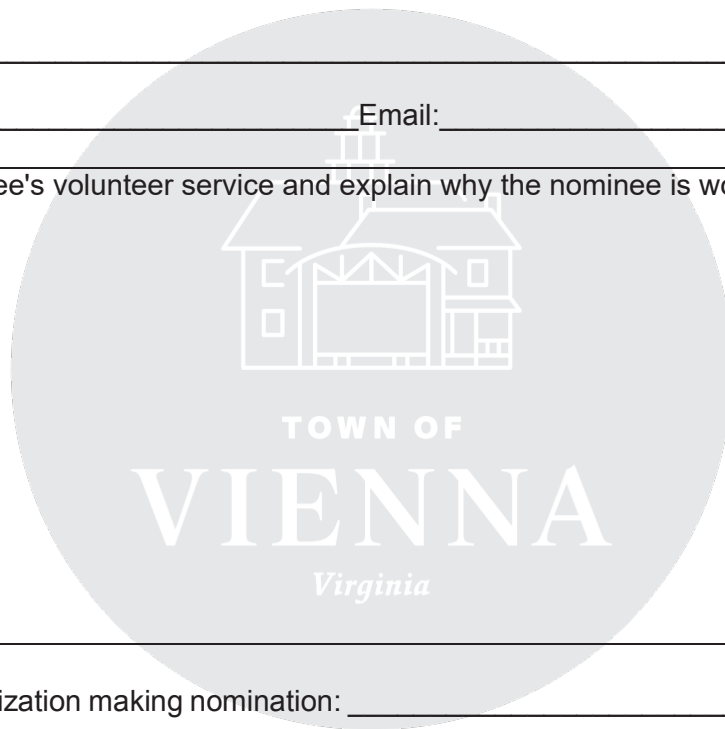 Email:
ee's volunteer service and explain why the nominee is wo
TOWN OF
VIENNA
Virginia
ization making nomination: